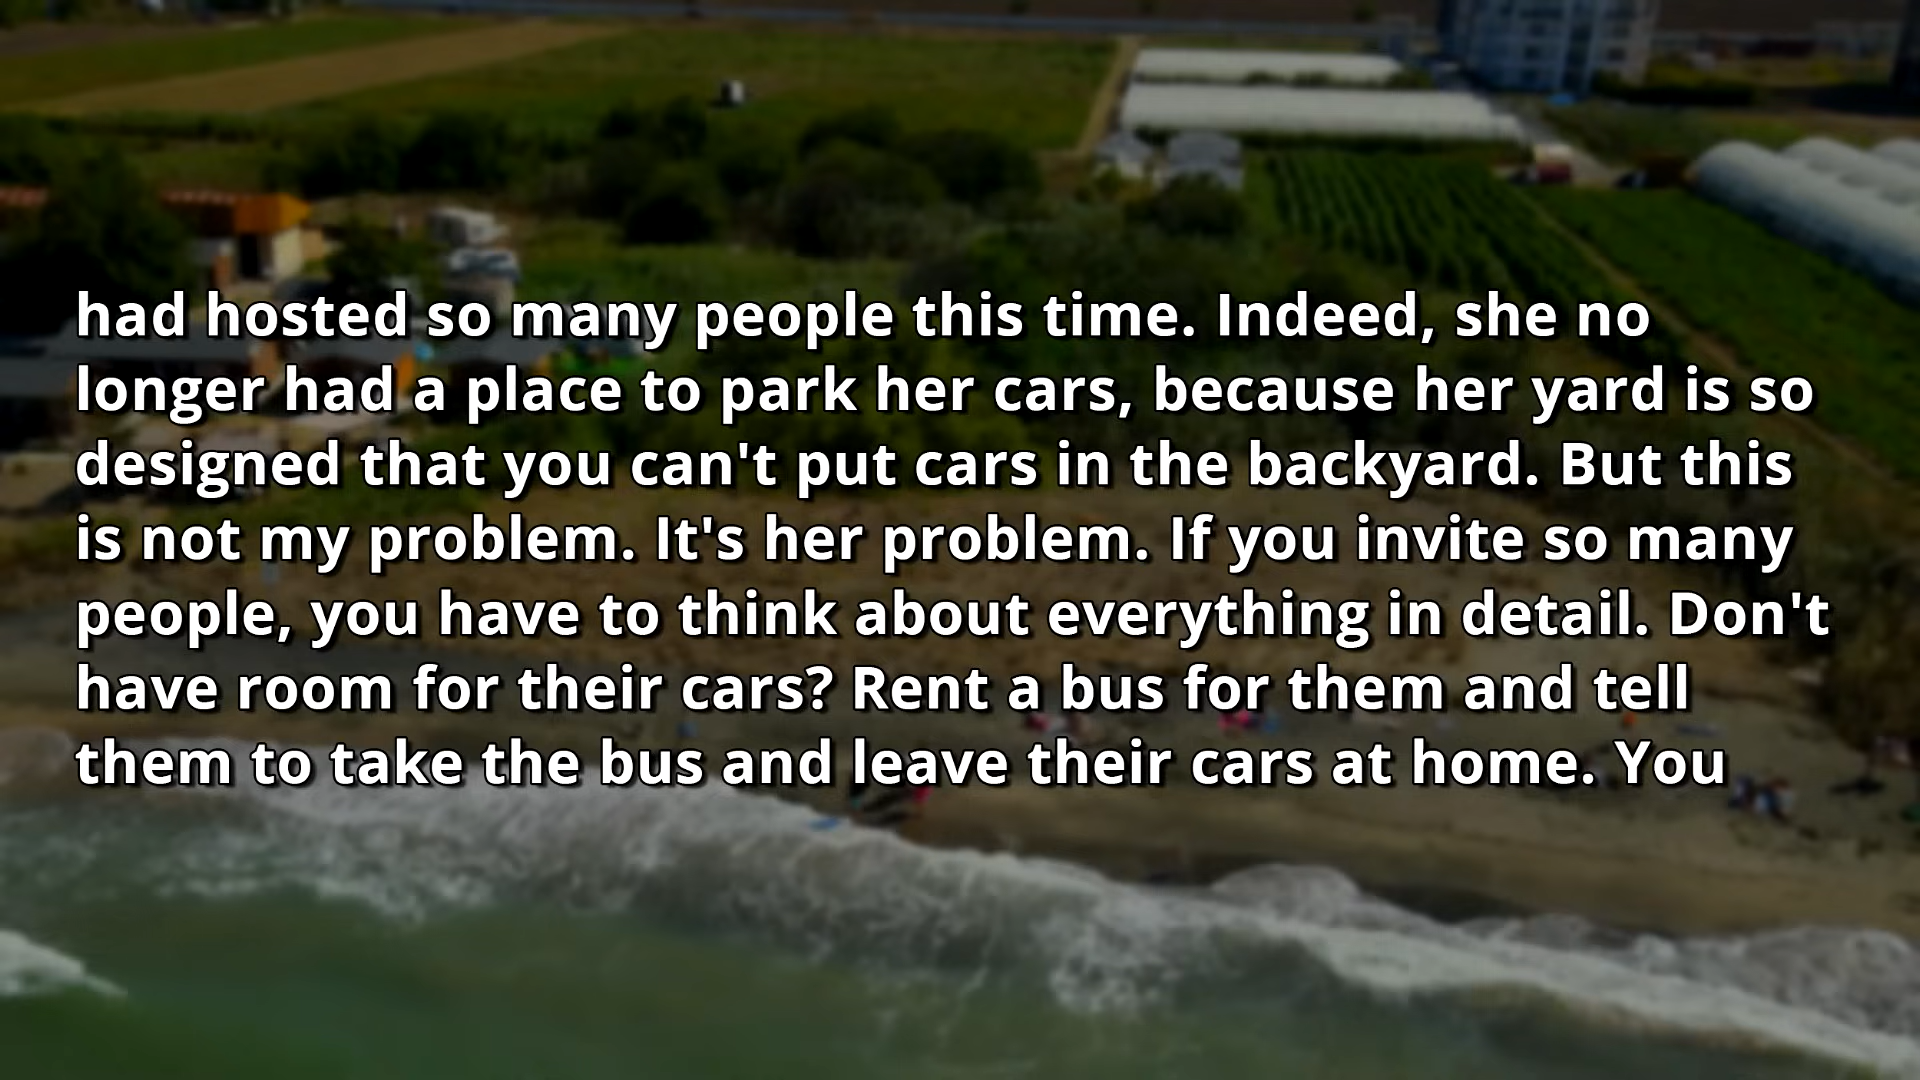 had hosted so many people this time. Indeed, she no
longer had a place to park her cars, because her yard is so
designed that you can't put cars in the backyard. But this
is not my problem. It's her problem. If you invite so many
people, you have to think about everything in detail. Don't
have room for their cars? Rent a bus for them and tell
them to take the bus and leave their cars at home. You